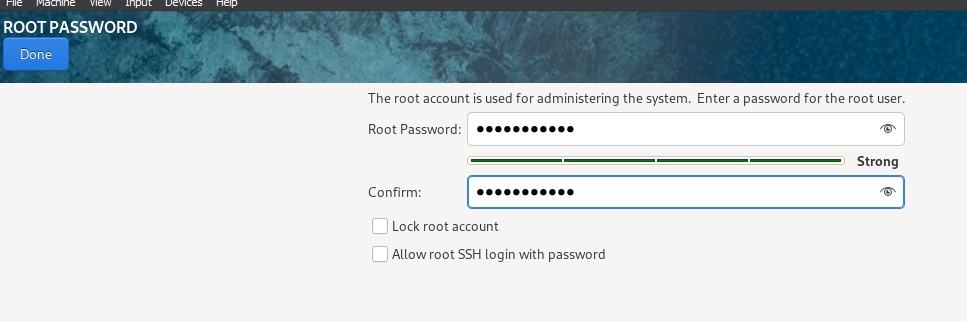 File Machine View Input Devices Help
ROOT PASSWORD
Done
The root account is used for administering the system. Enter a password for the root user.
Root Password: ●●●●●●●●●●●
Strong
Confirm: ●●●●●●●●●●●
Lock root account
Allow root SSH login with password